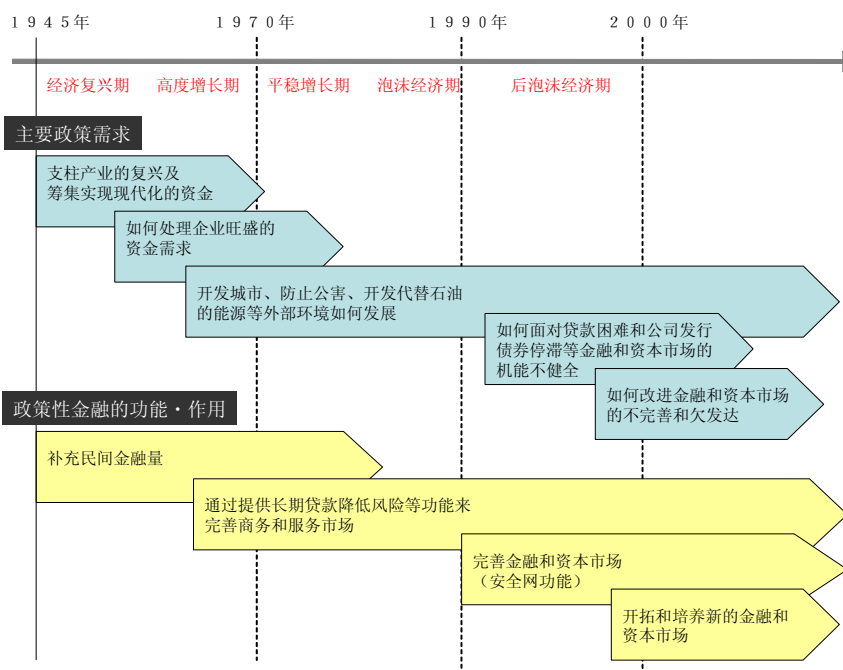 1945年 1970年 1990年 2000年
经济复兴期 高度增长期 平稳增长期 泡沫经济期 后泡沫经济期
主要政策需求
支柱产业的复兴及
筹集实现现代化的资金
如何处理企业旺盛的
资金需求
开发城市、防止公害、开发代替石油
的能源等外部环境如何发展
如何面对贷款困难和公司发行
债券停滞等金融和资本市场的
机能不健全
如何改进金融和资本市场
的不完善和欠发达
政策性金融的功能・作用
补充民间金融量
通过提供长期贷款降低风险等功能来
完善商务和服务市场
完善金融和资本市场
（安全网功能）
开拓和培养新的金融和
资本市场